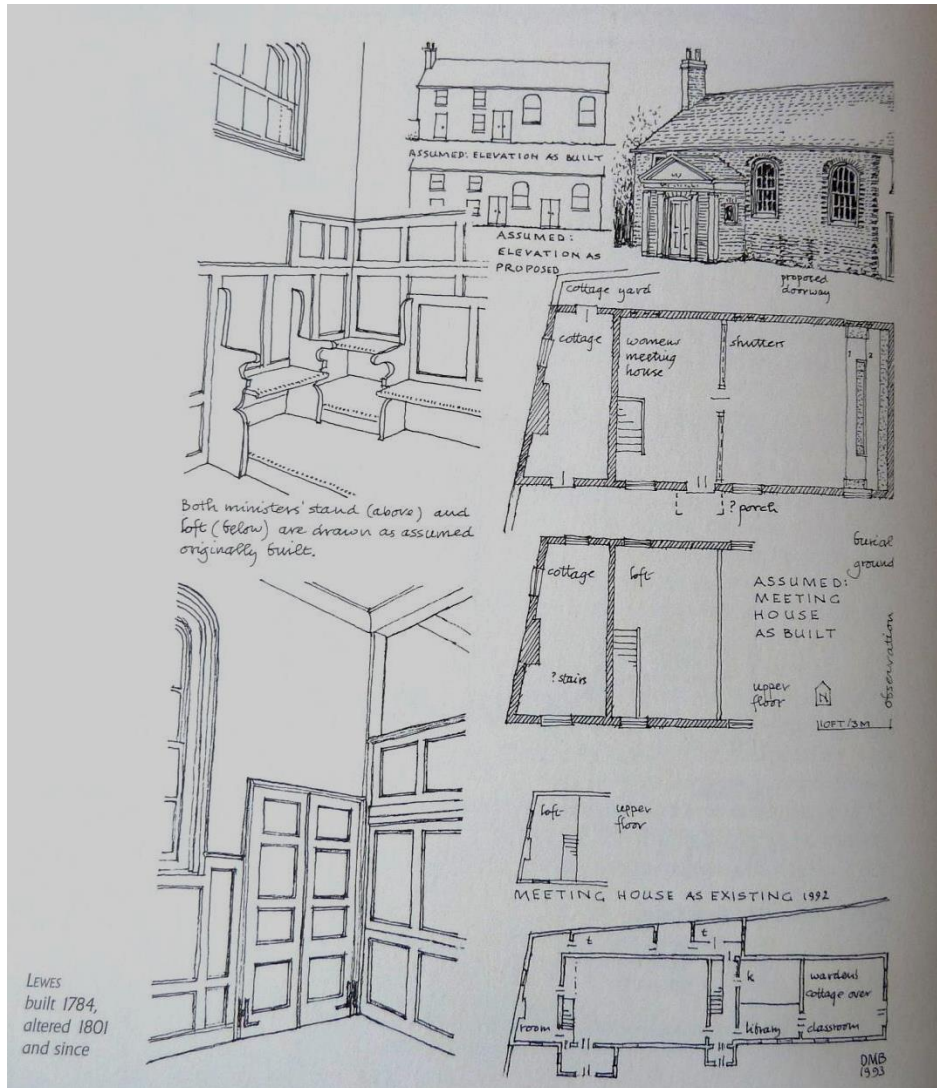 ASSUMED: ELEVATION AS BUILT
ASSUMED:
ELEVATION AS
PROPOSED
proposed
doorway
cottage yard
cottage
womens
meeting
house
shutters
1 2
? porch
Both ministers' stand (above) and
loft (below) are drawn as assumed
originally built.
burial
ground
cottage
loft
ASSUMED:
MEETING
HOUSE
AS BUILT
observation
? stairs
upper
floor
N
10FT/3M
loft
upper
floor
MEETING HOUSE AS EXISTING 1992
t
t
k
wardens
cottage over
room
library
classroom
DMB
1993
LEWES
built 1784,
altered 1801
and since